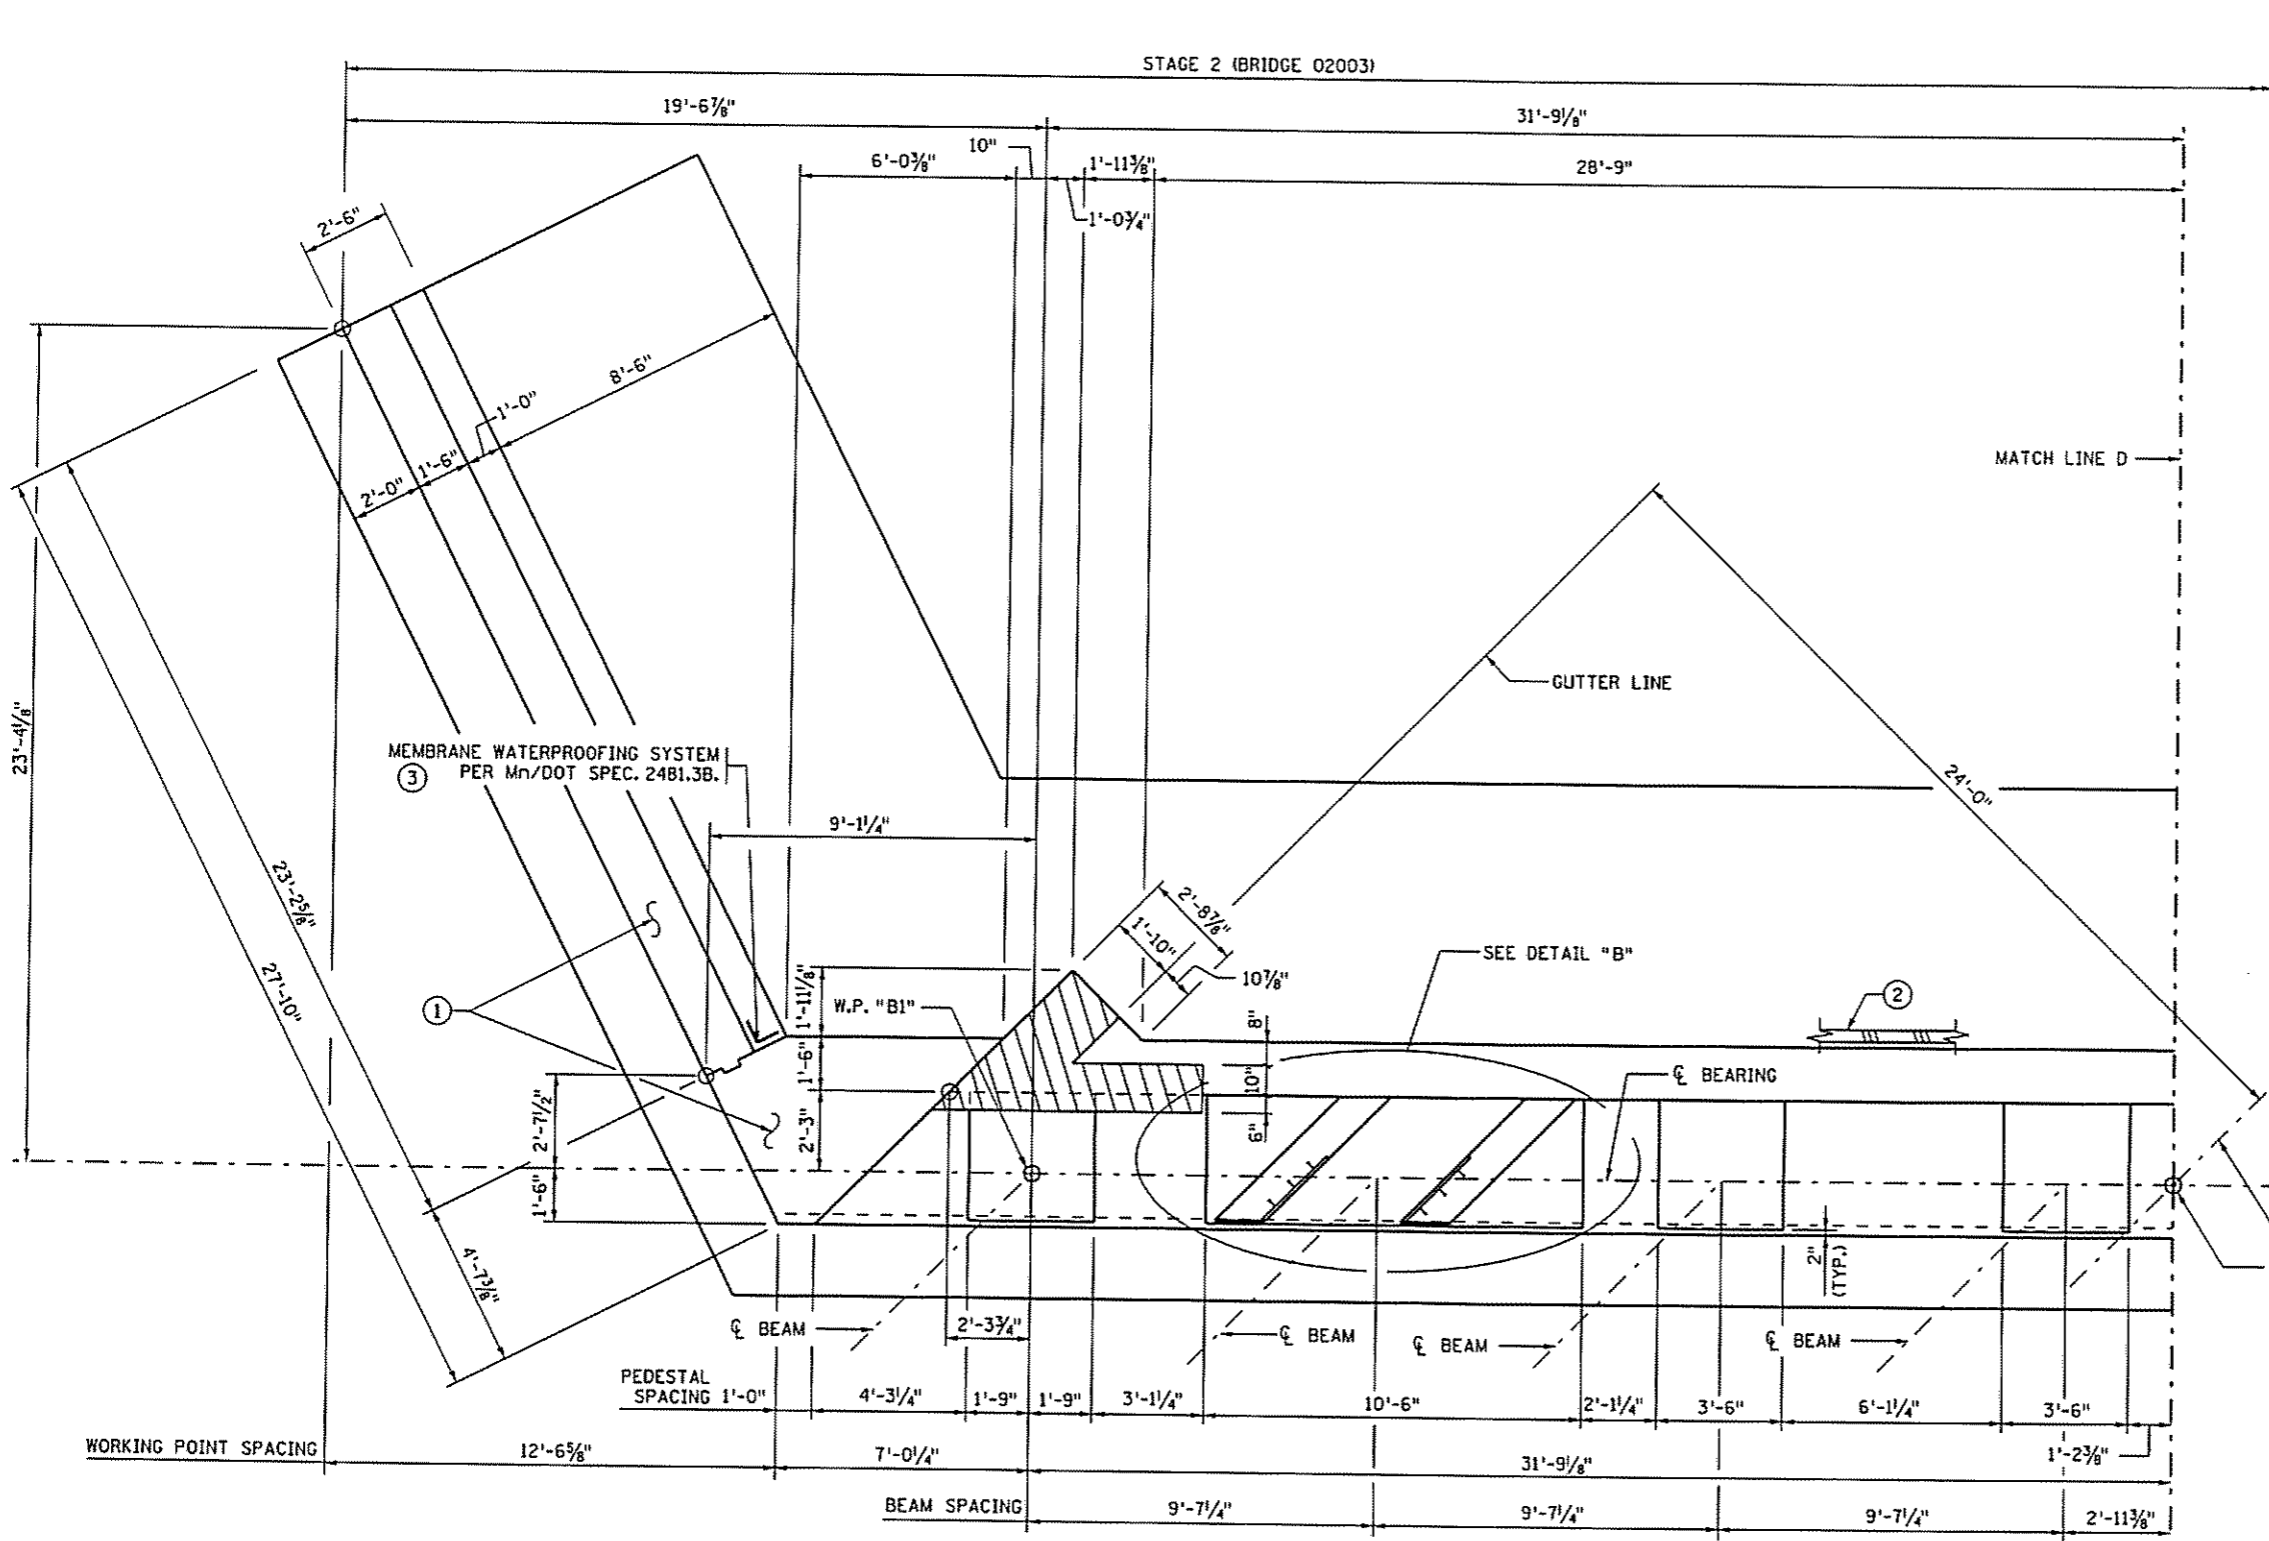 STAGE 2 (BRIDGE 02003)
19'-6⅞"
31'-9⅛"
10"
6'-0⅜"
1'-11⅜"
28'-9"
1'-0¾"
2'-6"
8'-6"
1'-0"
1'-6"
2'-0"
MATCH LINE D
23'-4⅛"
GUTTER LINE
MEMBRANE WATERPROOFING SYSTEM
③ PER Mn/DOT SPEC. 2481.3B.
24'-0"
9'-1¼"
23'-2⅝"
27'-10"
2'-8⅞"
1'-10"
10⅞"
SEE DETAIL "B"
②
①
1'-11⅛"
W.P. "B1"
8"
1'-6"
10"
℄ BEARING
2'-7½"
2'-3"
6"
1'-6"
4'-7⅜"
2"
(TYP.)
℄ BEAM
2'-3¾"
℄ BEAM
℄ BEAM
℄ BEAM
PEDESTAL
SPACING 1'-0"
4'-3¼"
1'-9"
1'-9"
3'-1¼"
10'-6"
2'-1¼"
3'-6"
6'-1¼"
3'-6"
1'-2⅜"
WORKING POINT SPACING
12'-6⅝"
7'-0¼"
31'-9⅛"
BEAM SPACING
9'-7¼"
9'-7¼"
9'-7¼"
2'-11⅜"